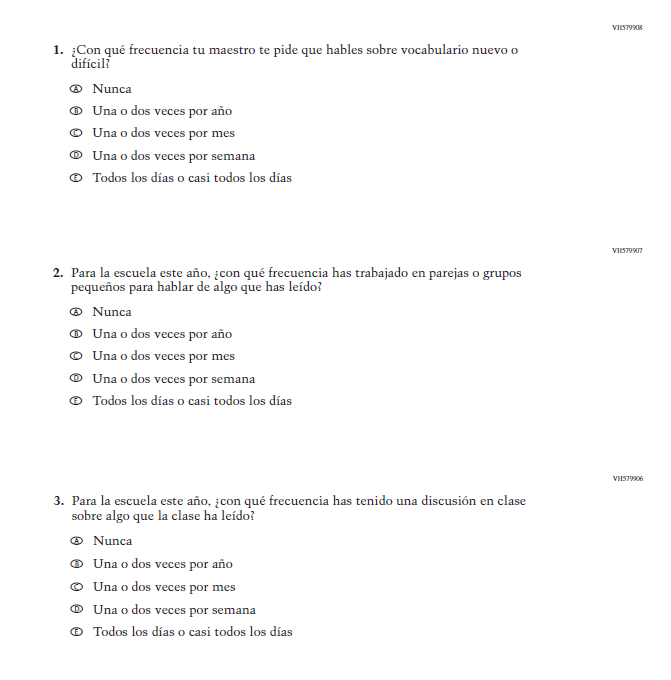 VH579908
1. ¿Con qué frecuencia tu maestro te pide que hables sobre vocabulario nuevo o
difícil?
A Nunca
B Una o dos veces por año
C Una o dos veces por mes
D Una o dos veces por semana
E Todos los días o casi todos los días
VH579907
2. Para la escuela este año, ¿con qué frecuencia has trabajado en parejas o grupos
pequeños para hablar de algo que has leído?
A Nunca
B Una o dos veces por año
C Una o dos veces por mes
D Una o dos veces por semana
E Todos los días o casi todos los días
VH579906
3. Para la escuela este año, ¿con qué frecuencia has tenido una discusión en clase
sobre algo que la clase ha leído?
A Nunca
B Una o dos veces por año
C Una o dos veces por mes
D Una o dos veces por semana
E Todos los días o casi todos los días